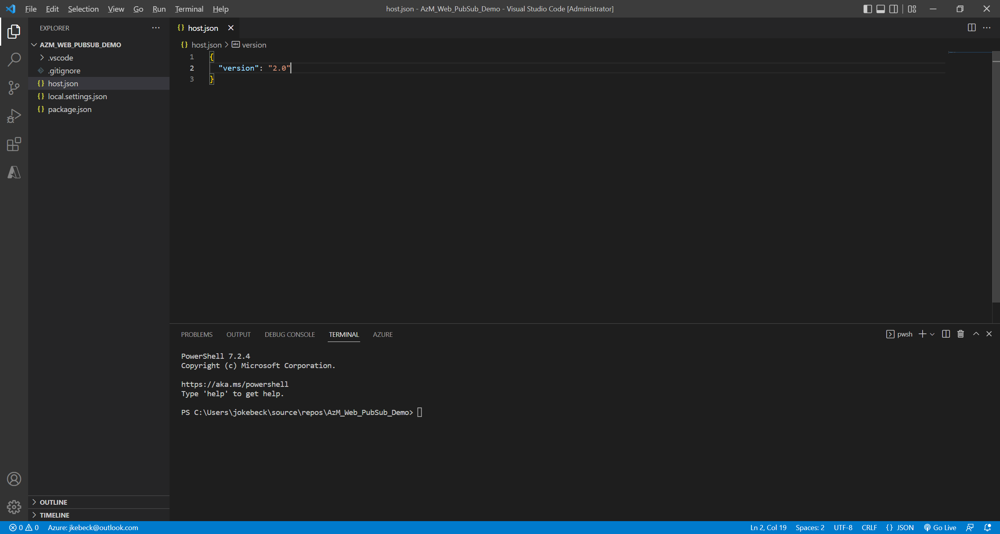 File Edit Selection View Go Run Terminal Help
host.json - AzM_Web_PubSub_Demo - Visual Studio Code [Administrator]
EXPLORER
AZM_WEB_PUBSUB_DEMO
.vscode
.gitignore
{} host.json
{} local.settings.json
{} package.json
OUTLINE
TIMELINE
{} host.json
{} host.json > abc version
1 {
2 "version": "2.0"
3 }
PROBLEMS OUTPUT DEBUG CONSOLE TERMINAL AZURE
pwsh
PowerShell 7.2.4
Copyright (c) Microsoft Corporation.
https://aka.ms/powershell
Type 'help' to get help.
PS C:\Users\jokebeck\source\repos\AzM_Web_PubSub_Demo>
0 0 Azure: jkebeck@outlook.com
Ln 2, Col 19 Spaces: 2 UTF-8 CRLF {} JSON Go Live